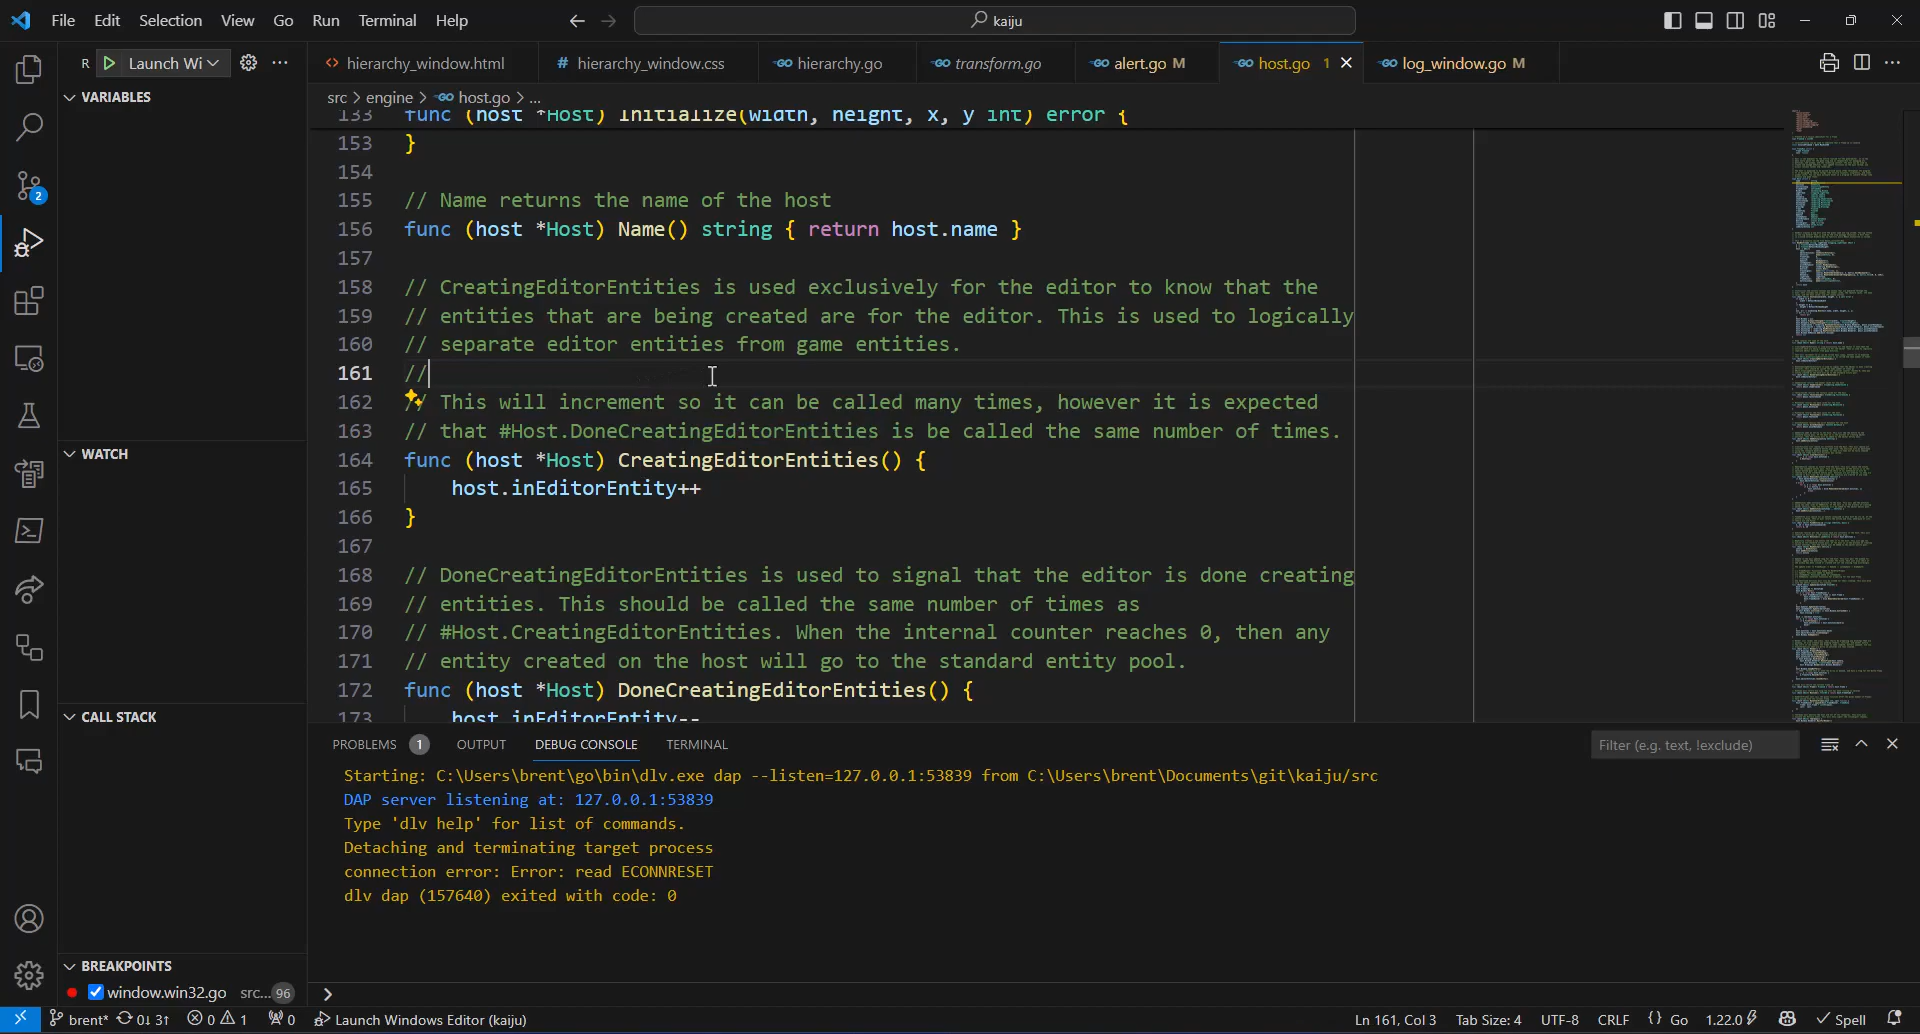 File Edit Selection View Go Run Terminal Help
kaiju
R Launch Wi
hierarchy_window.html
hierarchy_window.css
hierarchy.go
transform.go
alert.go M
host.go 1
log_window.go M
src > engine > host.go > ...
VARIABLES
133 func (host *Host) Initialize(width, height, x, y int) error {
153 }
154
155 // Name returns the name of the host
156 func (host *Host) Name() string { return host.name }
157
158 // CreatingEditorEntities is used exclusively for the editor to know that the
159 // entities that are being created are for the editor. This is used to logically
160 // separate editor entities from game entities.
161 //
162 // This will increment so it can be called many times, however it is expected
163 // that #Host.DoneCreatingEditorEntities is be called the same number of times.
164 func (host *Host) CreatingEditorEntities() {
165 host.inEditorEntity++
166 }
167
168 // DoneCreatingEditorEntities is used to signal that the editor is done creating
169 // entities. This should be called the same number of times as
170 // #Host.CreatingEditorEntities. When the internal counter reaches 0, then any
171 // entity created on the host will go to the standard entity pool.
172 func (host *Host) DoneCreatingEditorEntities() {
173 host.inEditorEntity--
2
WATCH
CALL STACK
BREAKPOINTS
window.win32.go src... 96
PROBLEMS 1 OUTPUT DEBUG CONSOLE TERMINAL
Filter (e.g. text, !exclude)
Starting: C:\Users\brent\go\bin\dlv.exe dap --listen=127.0.0.1:53839 from C:\Users\brent\Documents\git\kaiju/src
DAP server listening at: 127.0.0.1:53839
Type 'dlv help' for list of commands.
Detaching and terminating target process
connection error: Error: read ECONNRESET
dlv dap (157640) exited with code: 0
brent* 0↓ 3↑ 0 1 0 Launch Windows Editor (kaiju)
Ln 161, Col 3 Tab Size: 4 UTF-8 CRLF {} Go 1.22.0 Spell